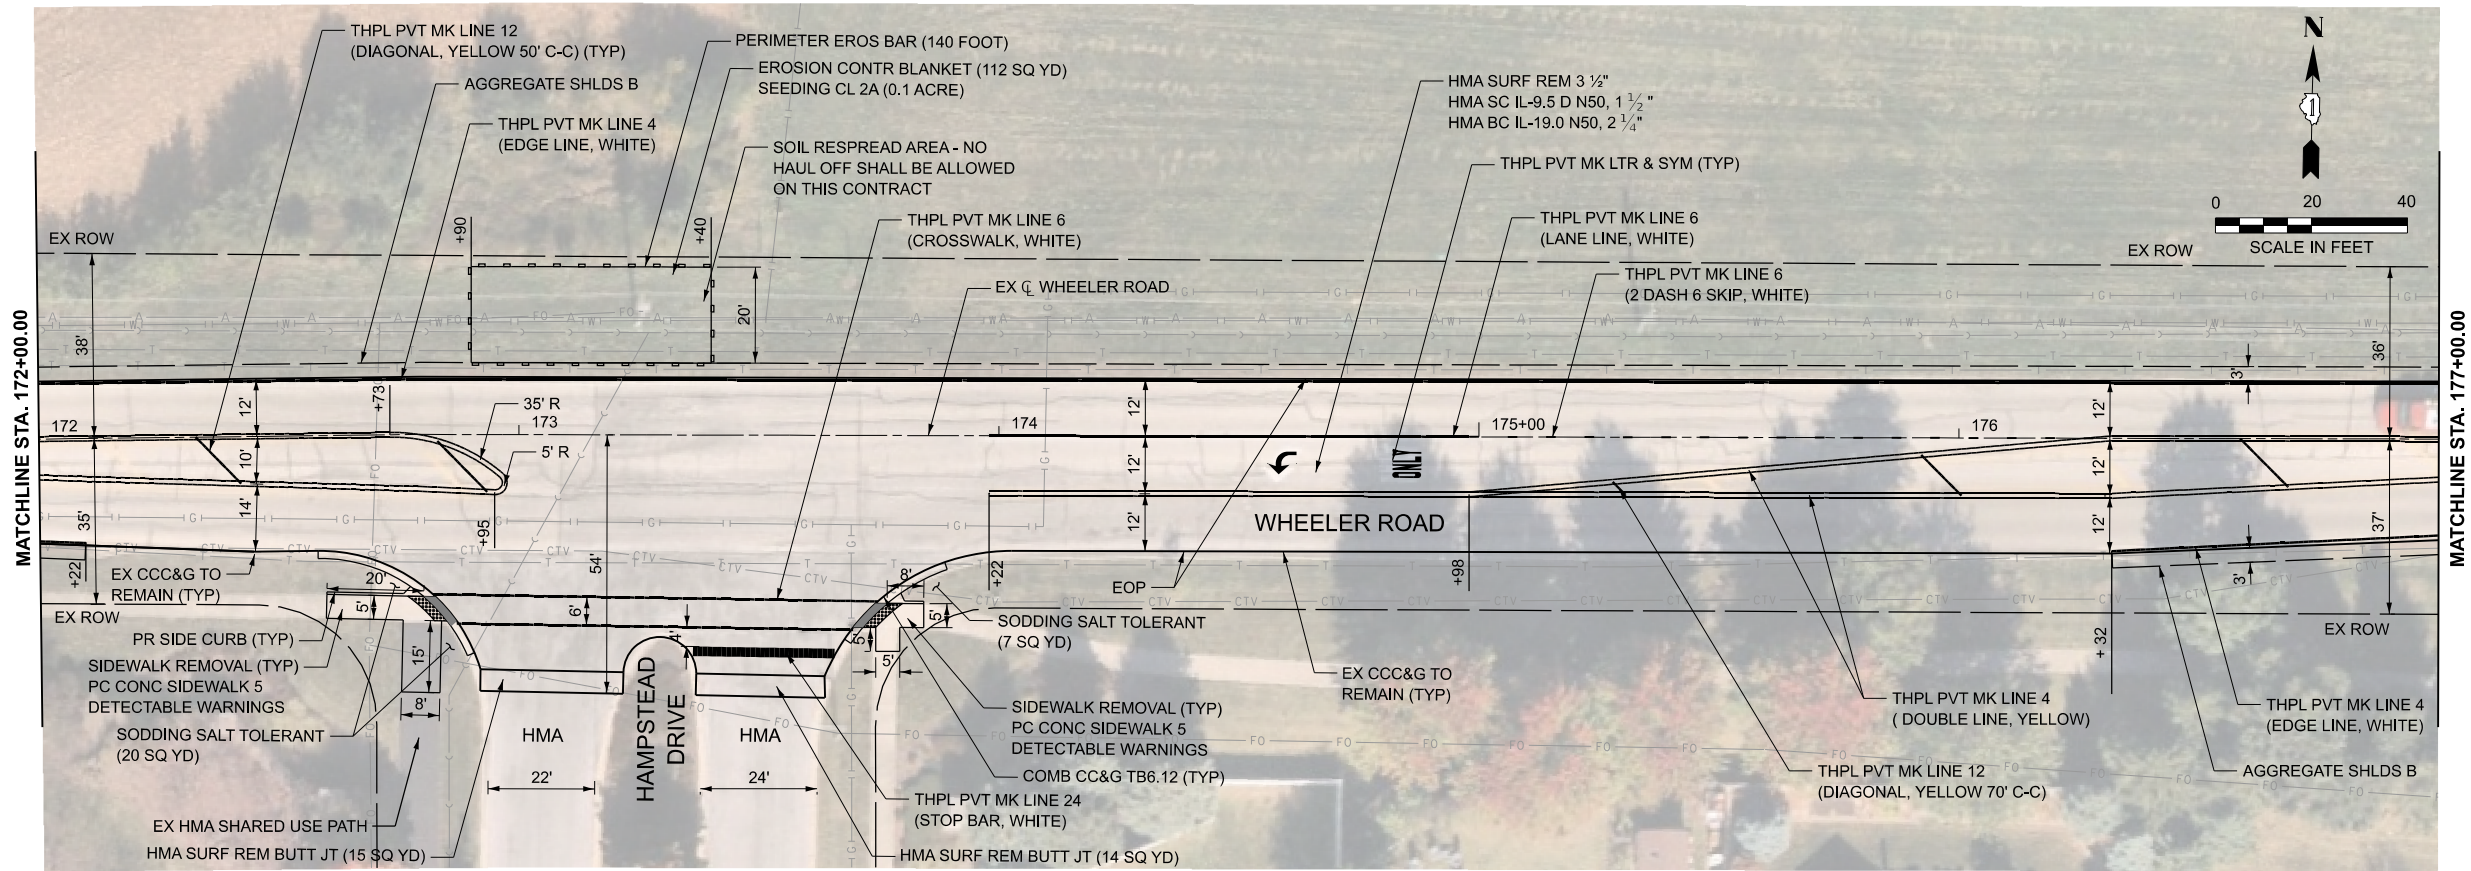 THPL PVT MK LINE 12
(DIAGONAL, YELLOW 50' C-C) (TYP)
AGGREGATE SHLDS B
THPL PVT MK LINE 4
(EDGE LINE, WHITE)
PERIMETER EROS BAR (140 FOOT)
EROSION CONTR BLANKET (112 SQ YD)
SEEDING CL 2A (0.1 ACRE)
SOIL RESPREAD AREA - NO
HAUL OFF SHALL BE ALLOWED
ON THIS CONTRACT
THPL PVT MK LINE 6
(CROSSWALK, WHITE)
EX ℄ WHEELER ROAD
HMA SURF REM 3 ½"
HMA SC IL-9.5 D N50, 1 ½"
HMA BC IL-19.0 N50, 2 ¼"
THPL PVT MK LTR & SYM (TYP)
THPL PVT MK LINE 6
(LANE LINE, WHITE)
THPL PVT MK LINE 6
(2 DASH 6 SKIP, WHITE)
N
1
0 20 40
SCALE IN FEET
EX ROW
EX ROW
+90
+40
20'
38'
36'
3'
MATCHLINE STA. 172+00.00
MATCHLINE STA. 177+00.00
172
12'
+73
35' R
173
174
12'
175+00
176
12'
10'
5' R
12'
ONLY
12'
14'
35'
+95
54'
12'
WHEELER ROAD
12'
37'
+22
EX CCC&G TO
REMAIN (TYP)
20'
5'
6'
4'
8'
5'
5'
5'
+22
EOP
+98
3'
+32
EX ROW
EX ROW
PR SIDE CURB (TYP)
SIDEWALK REMOVAL (TYP)
PC CONC SIDEWALK 5
DETECTABLE WARNINGS
15'
8'
SODDING SALT TOLERANT
(20 SQ YD)
SODDING SALT TOLERANT
(7 SQ YD)
EX CCC&G TO
REMAIN (TYP)
SIDEWALK REMOVAL (TYP)
PC CONC SIDEWALK 5
DETECTABLE WARNINGS
COMB CC&G TB6.12 (TYP)
THPL PVT MK LINE 24
(STOP BAR, WHITE)
HMA SURF REM BUTT JT (14 SQ YD)
HMA
HAMPSTEAD
DRIVE
HMA
22'
24'
EX HMA SHARED USE PATH
HMA SURF REM BUTT JT (15 SQ YD)
THPL PVT MK LINE 4
( DOUBLE LINE, YELLOW)
THPL PVT MK LINE 12
(DIAGONAL, YELLOW 70' C-C)
THPL PVT MK LINE 4
(EDGE LINE, WHITE)
AGGREGATE SHLDS B